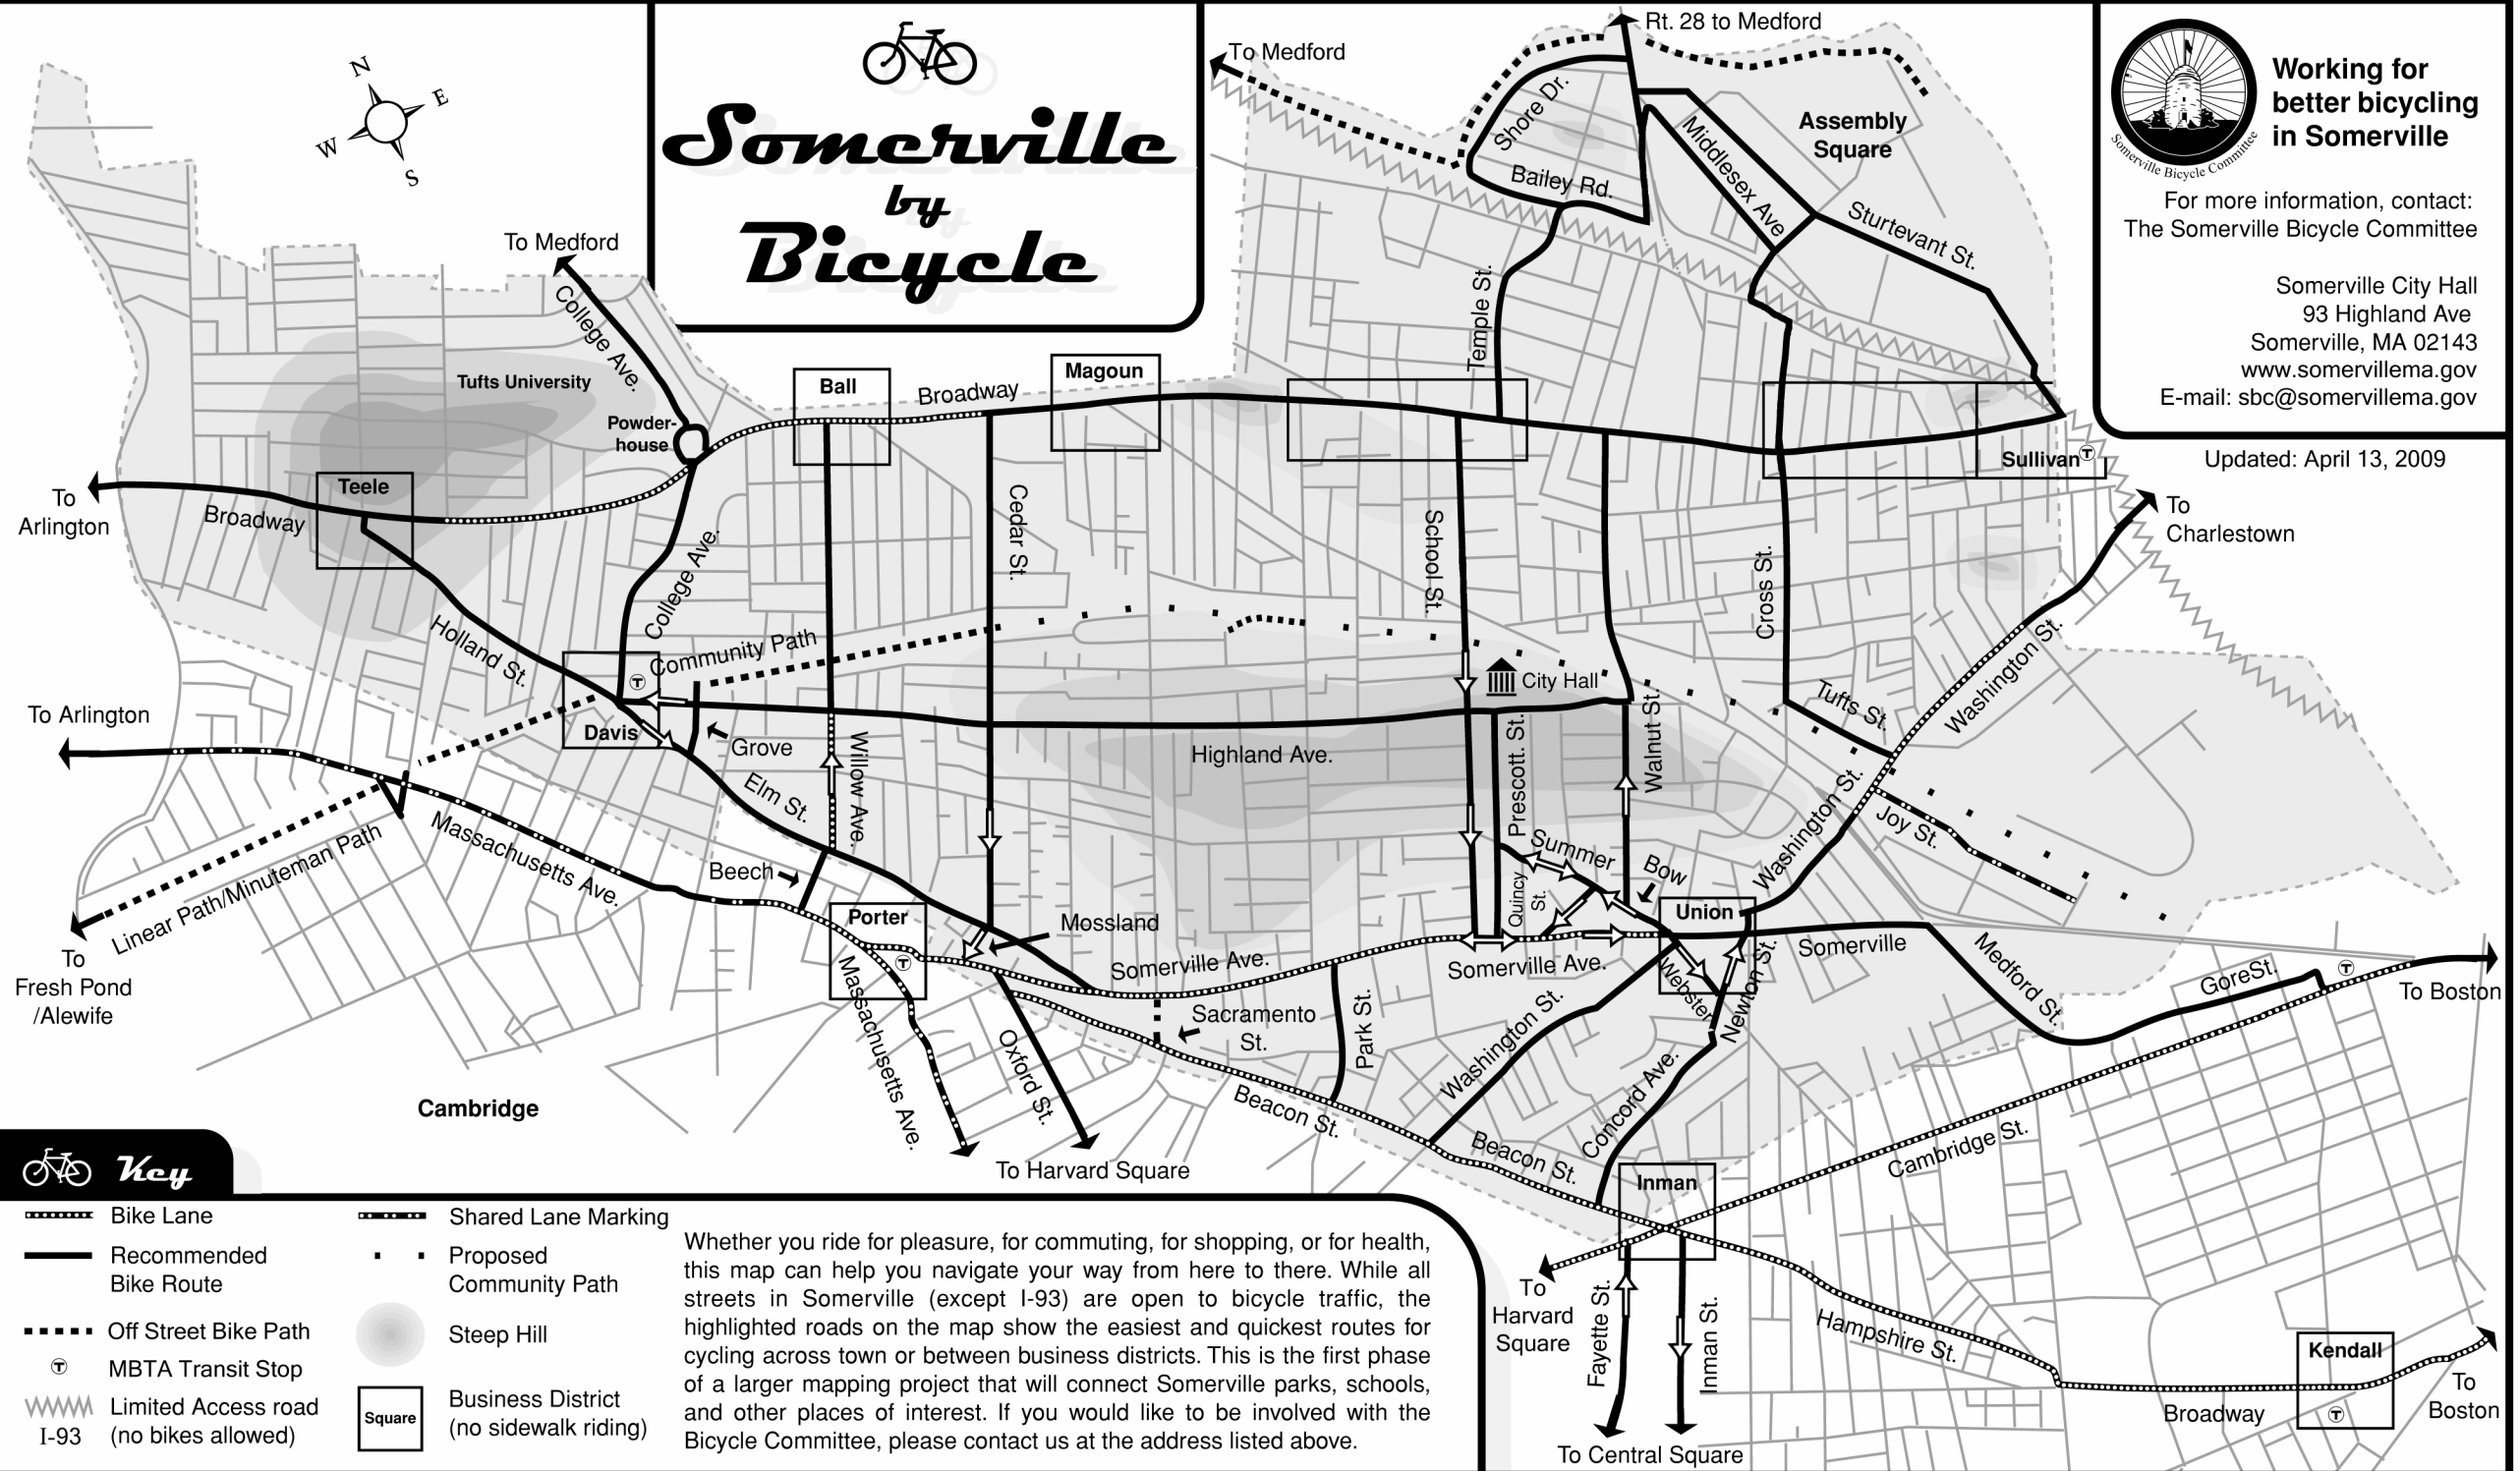 Somerville
by
Bicycle
N
E
W
S
To Medford
Rt. 28 to Medford
Shore Dr.
Bailey Rd.
Middlesex Ave
Assembly
Square
Sturtevant St.
N
Somerville Bicycle Committee
Working for
better bicycling
in Somerville
For more information, contact:
The Somerville Bicycle Committee
Somerville City Hall
93 Highland Ave
Somerville, MA 02143
www.somervillema.gov
E-mail: sbc@somervillema.gov
Updated: April 13, 2009
To Medford
College Ave.
Tufts University
Powder-
house
Ball
Broadway
Magoun
Temple St.
Sullivan
T
To
Charlestown
Teele
To
Arlington
Broadway
College Ave.
Cedar St.
School St.
Cross St.
Holland St.
Community Path
T
Davis
Grove
City Hall
Highland Ave.
Willow Ave.
Elm St.
Prescott. St.
Walnut St.
Tufts St.
Washington St.
Washington St.
Joy St.
To Arlington
Massachusetts Ave.
Linear Path/Minuteman Path
To
Fresh Pond
/Alewife
Beech
Porter
T
Mossland
Summer
Bow
Quincy
St.
Union
Somerville Ave.
Somerville Ave.
Somerville
Webster
Newton St.
Medford St.
Gore St.
T
To Boston
Massachusetts Ave.
Oxford St.
Sacramento
St.
Park St.
Washington St.
Concord Ave.
Beacon St.
Beacon St.
Cambridge St.
Cambridge
To Harvard Square
Inman
To
Harvard
Square
Fayette St.
Inman St.
Hampshire St.
Kendall
T
Broadway
To
Boston
To Central Square
Key
Bike Lane
Recommended
Bike Route
Off Street Bike Path
T
MBTA Transit Stop
I-93
Limited Access road
(no bikes allowed)
Shared Lane Marking
Proposed
Community Path
Steep Hill
Square
Business District
(no sidewalk riding)
Whether you ride for pleasure, for commuting, for shopping, or for health,
this map can help you navigate your way from here to there. While all
streets in Somerville (except I-93) are open to bicycle traffic, the
highlighted roads on the map show the easiest and quickest routes for
cycling across town or between business districts. This is the first phase
of a larger mapping project that will connect Somerville parks, schools,
and other places of interest. If you would like to be involved with the
Bicycle Committee, please contact us at the address listed above.